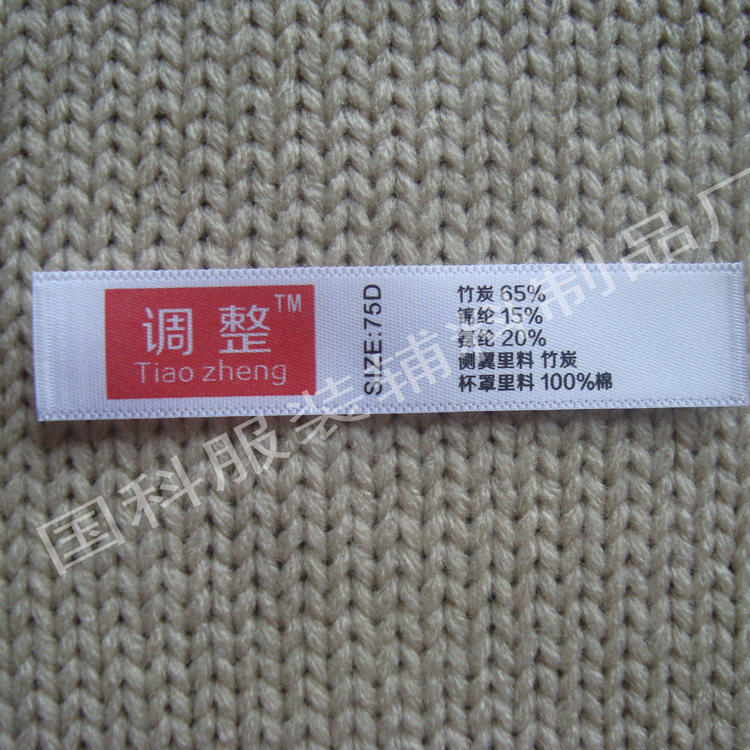 调整™
Tiao zheng
SIZE:75D
竹炭 65%
锦纶 15%
氨纶 20%
侧翼里料 竹炭
杯罩里料 100%棉
国科服装辅料制品厂